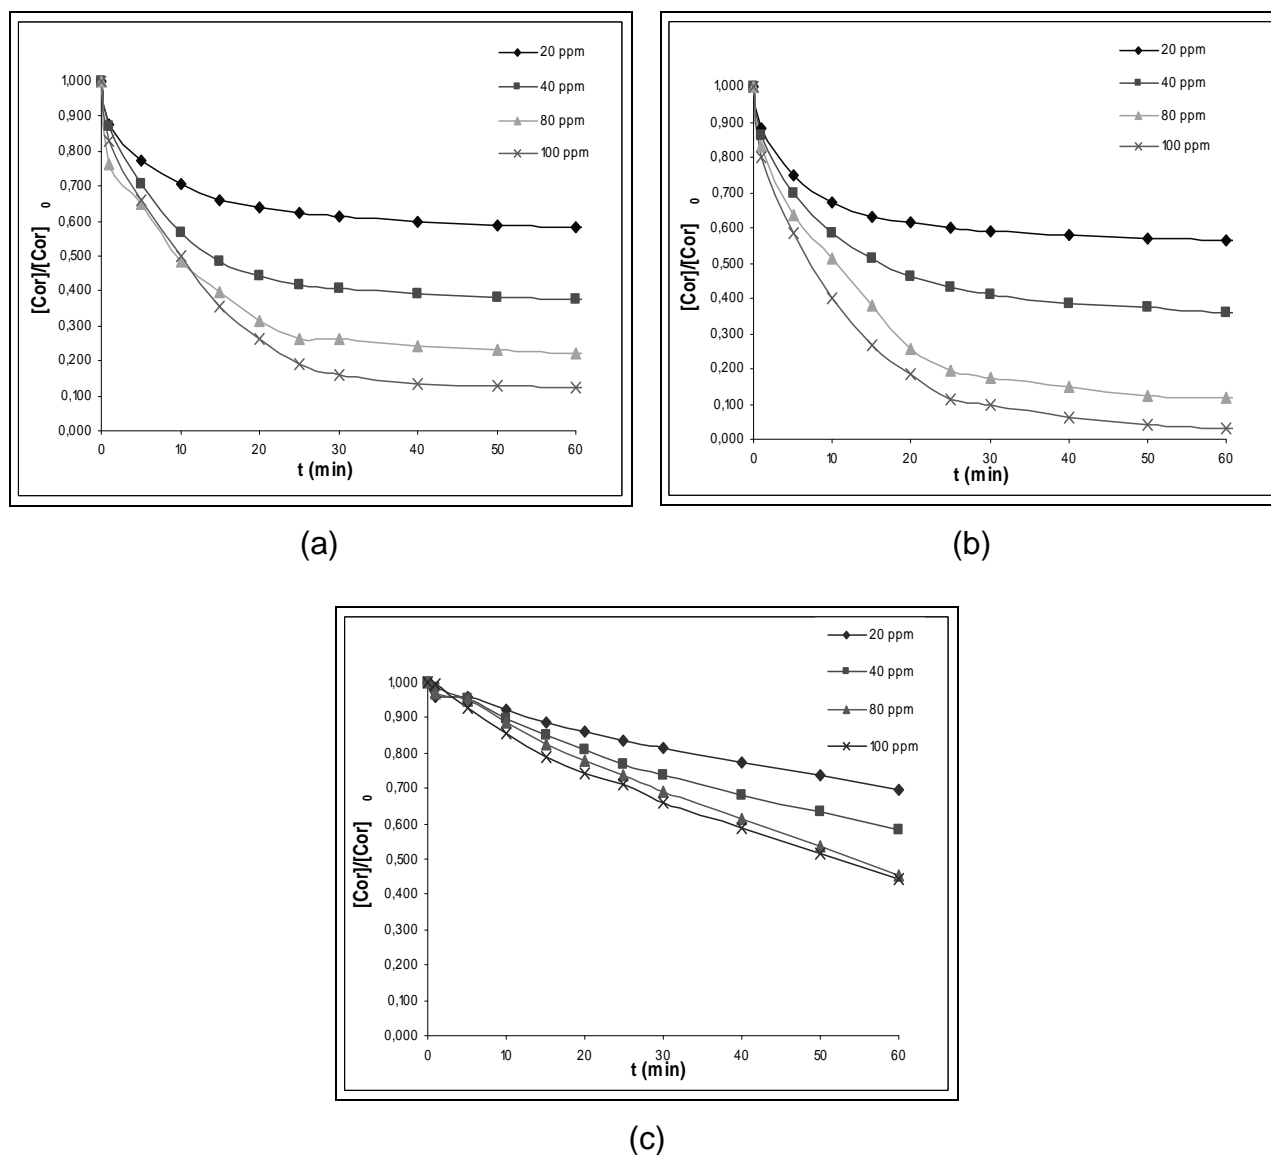 20 ppm
40 ppm
80 ppm
100 ppm
1,000
0,900
0,800
0,700
0,600
0,500
0,400
0,300
0,200
0,100
0,000
[Cor]/[Cor] 0
0 10 20 30 40 50 60
t (min)
(a)
20 ppm
40 ppm
80 ppm
100 ppm
1,000
0,900
0,800
0,700
0,600
0,500
0,400
0,300
0,200
0,100
0,000
[Cor]/[Cor] 0
0 10 20 30 40 50 60
t (min)
(b)
20 ppm
40 ppm
80 ppm
100 ppm
1,000
0,900
0,800
0,700
0,600
0,500
0,400
0,300
0,200
0,100
0,000
[Cor]/[Cor] 0
0 10 20 30 40 50 60
t (min)
(c)